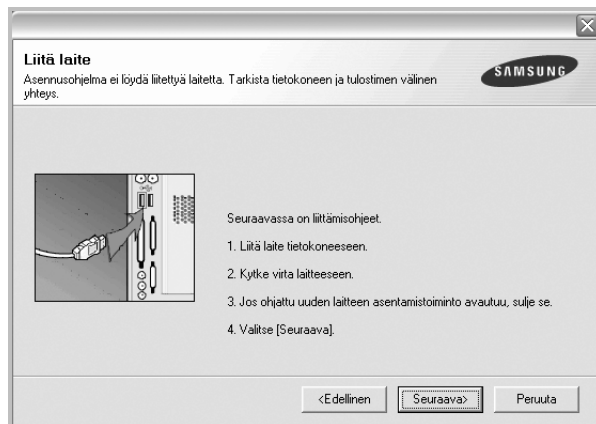 Liitä laite
Asennusohjelma ei löydä liitettyä laitetta. Tarkista tietokoneen ja tulostimen välinen
yhteys.
SAMSUNG
Seuraavassa on liittämisohjeet.
1. Liitä laite tietokoneeseen.
2. Kytke virta laitteeseen.
3. Jos ohjattu uuden laitteen asentamistoiminto avautuu, sulje se.
4. Valitse [Seuraava].
<Edellinen
Seuraava>
Peruuta